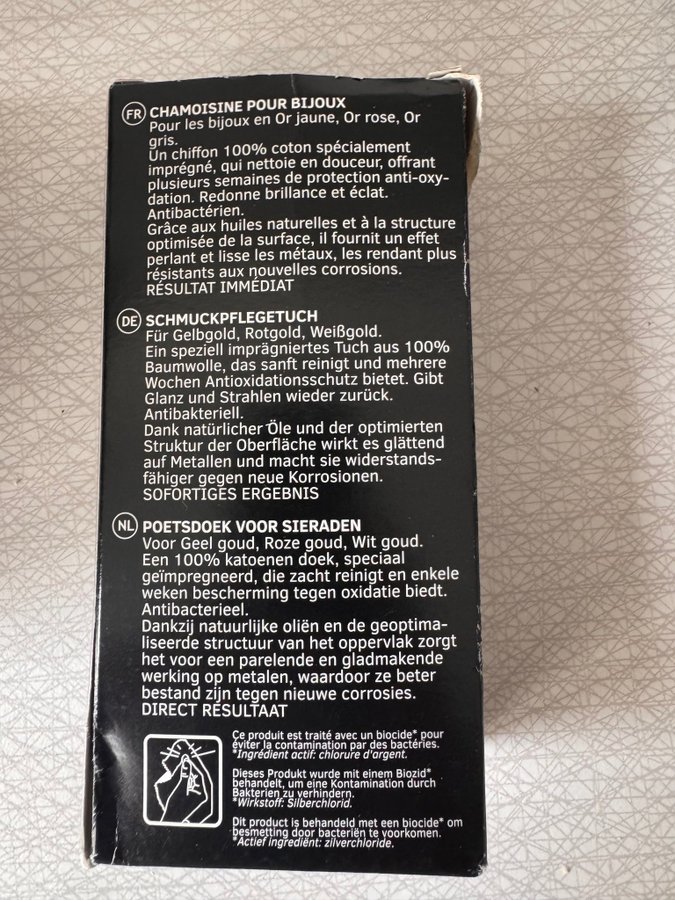 FR CHAMOISINE POUR BIJOUX
Pour les bijoux en Or jaune, Or rose, Or
gris.
Un chiffon 100% coton spécialement
imprégné, qui nettoie en douceur, offrant
plusieurs semaines de protection anti-oxy-
dation. Redonne brillance et éclat.
Antibactérien.
Grâce aux huiles naturelles et à la structure
optimisée de la surface, il fournit un effet
perlant et lisse les métaux, les rendant plus
résistants aux nouvelles corrosions.
RÉSULTAT IMMÉDIAT
DE SCHMUCKPFLEGETUCH
Für Gelbgold, Rotgold, Weißgold.
Ein speziell imprägniertes Tuch aus 100%
Baumwolle, das sanft reinigt und mehrere
Wochen Antioxidationsschutz bietet. Gibt
Glanz und Strahlen wieder zurück.
Antibakteriell.
Dank natürlicher Öle und der optimierten
Struktur der Oberfläche wirkt es glättend
auf Metallen und macht sie widerstands-
fähiger gegen neue Korrosionen.
SOFORTIGES ERGEBNIS
NL POETSDOEK VOOR SIERADEN
Voor Geel goud, Roze goud, Wit goud.
Een 100% katoenen doek, speciaal
geïmpregneerd, die zacht reinigt en enkele
weken bescherming tegen oxidatie biedt.
Antibacterieel.
Dankzij natuurlijke oliën en de geoptima-
liseerde structuur van het oppervlak zorgt
het voor een parelende en gladmakende
werking op metalen, waardoor ze beter
bestand zijn tegen nieuwe corrosies.
DIRECT RESULTAAT
Ce produit est traité avec un biocide* pour
éviter la contamination par des bactéries.
*Ingrédient actif: chlorure d'argent.
Dieses Produkt wurde mit einem Biozid*
behandelt, um eine Kontamination durch
Bakterien zu verhindern.
*Wirkstoff: Silberchlorid.
Dit product is behandeld met een biocide* om
besmetting door bacteriën te voorkomen.
*Actief ingrediënt: zilverchloride.